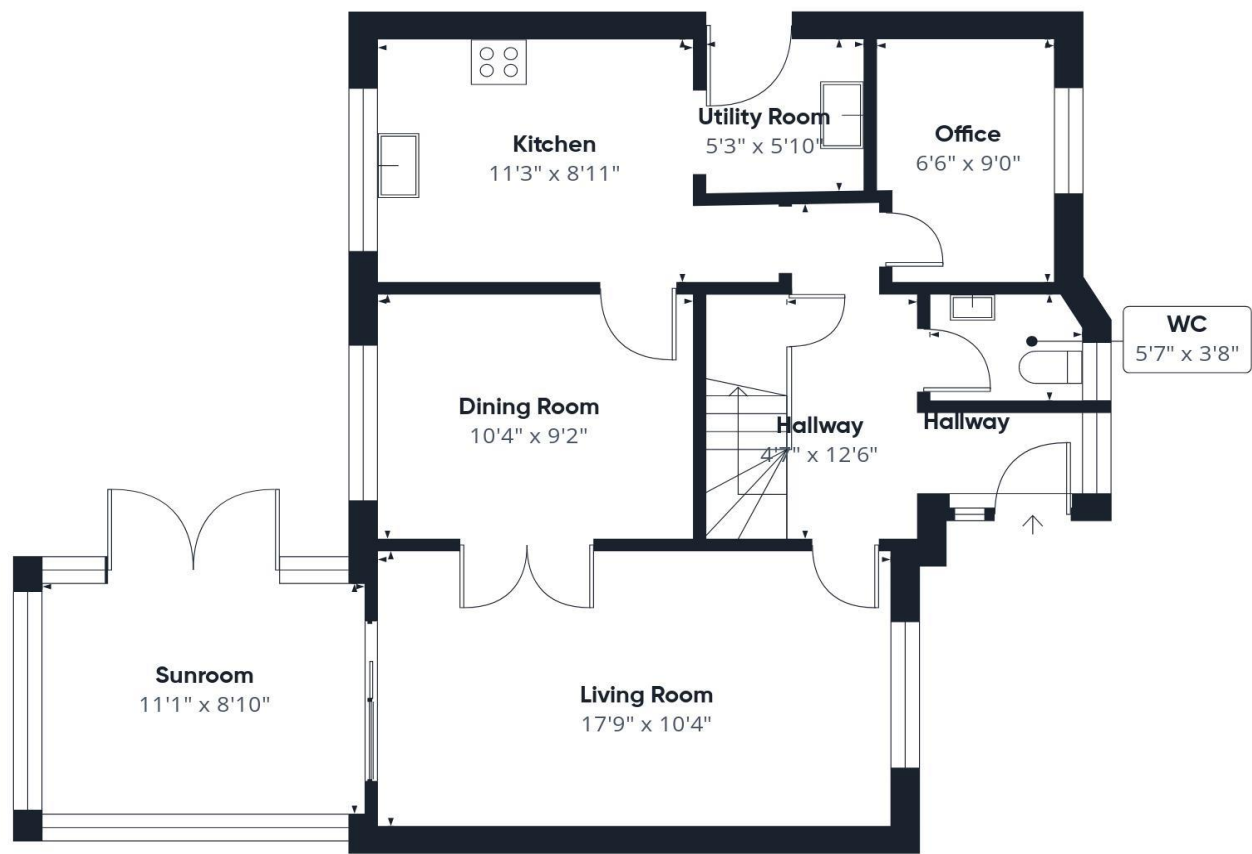 Kitchen
11'3" x 8'11"
Utility Room
5'3" x 5'10"
Office
6'6" x 9'0"
WC
5'7" x 3'8"
Dining Room
10'4" x 9'2"
Hallway
4'7" x 12'6"
Hallway
Sunroom
11'1" x 8'10"
Living Room
17'9" x 10'4"